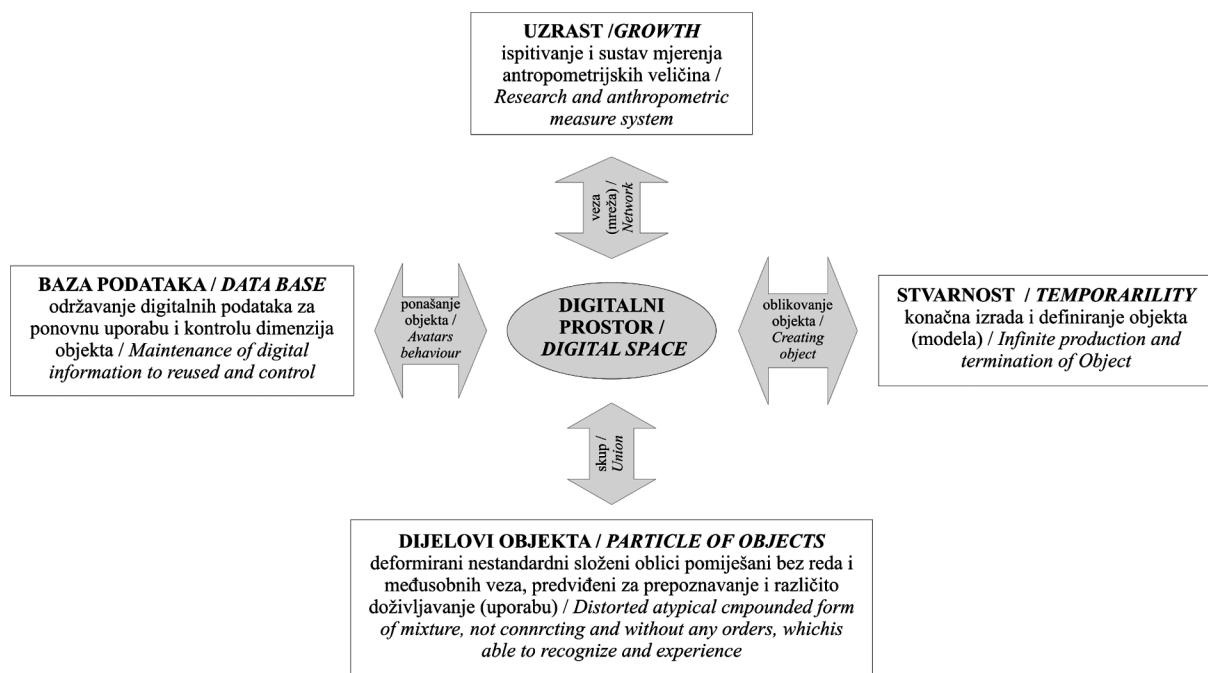 UZRAST /GROWTH
ispitivanje i sustav mjerenja
antropometrijskih veličina /
Research and anthropometric
measure system
veza
(mreža) /
Network
BAZA PODATAKA / DATA BASE
održavanje digitalnih podataka za
ponovnu uporabu i kontrolu dimenzija
objekta / Maintenance of digital
information to reused and control
ponašanje
objekta /
Avatars
behaviour
DIGITALNI
PROSTOR /
DIGITAL SPACE
oblikovanje
objekta /
Creating
object
STVARNOST / TEMPORARILITY
konačna izrada i definiranje objekta
(modela) / Infinite production and
termination of Object
skup /
Union
DIJELOVI OBJEKTA / PARTICLE OF OBJECTS
deformirani nestandardni složeni oblici pomiješani bez reda i
međusobnih veza, predviđeni za prepoznavanje i različito
doživljavanje (uporabu) / Distorted atypical cmpounded form
of mixture, not connrcting and without any orders, whichis
able to recognize and experience